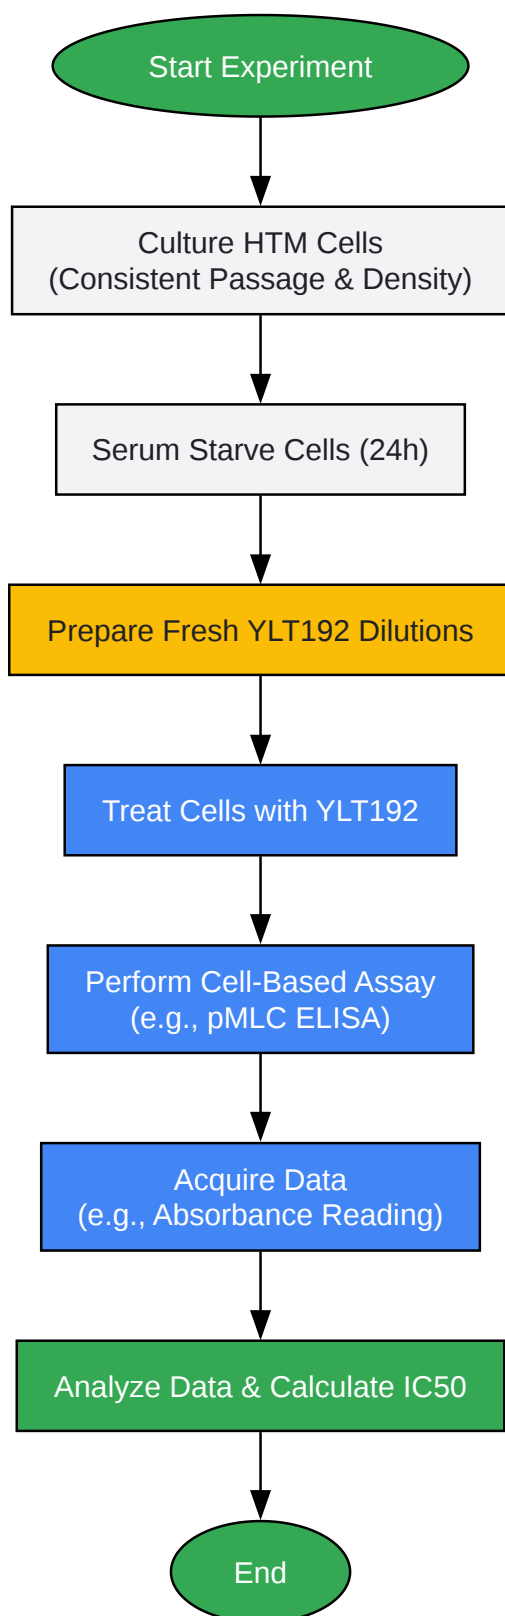 Start Experiment
Culture HTM Cells
(Consistent Passage & Density)
Serum Starve Cells (24h)
Prepare Fresh YLT192 Dilutions
Treat Cells with YLT192
Perform Cell-Based Assay
(e.g., pMLC ELISA)
Acquire Data
(e.g., Absorbance Reading)
Analyze Data & Calculate IC50
End